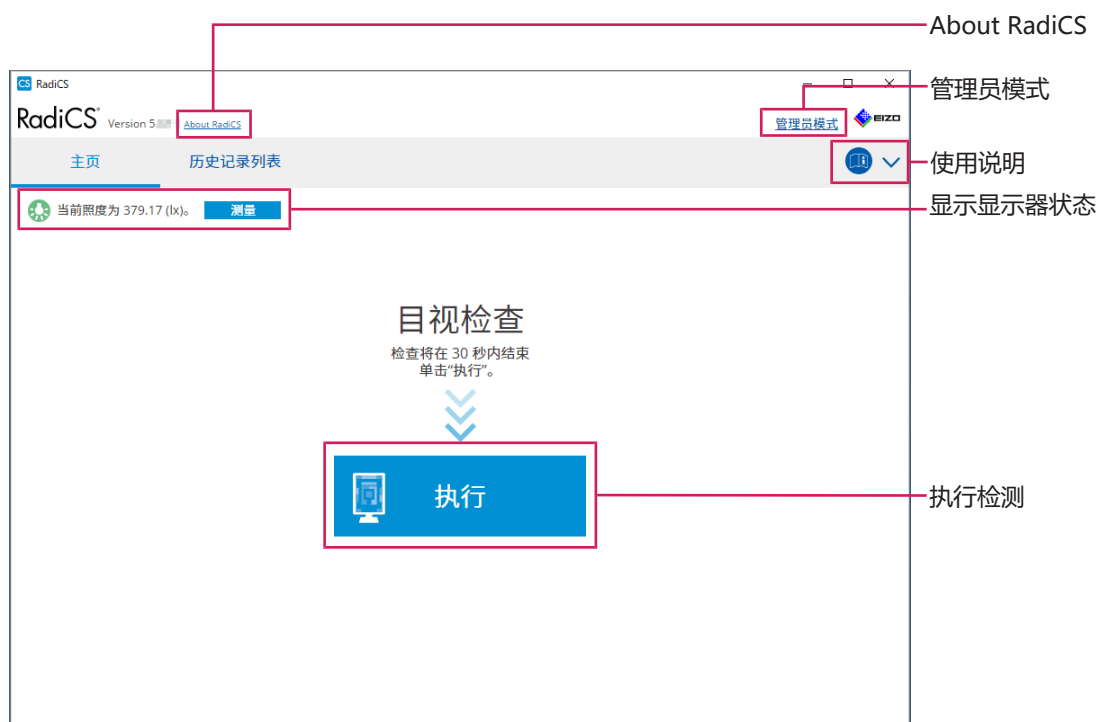 About RadiCS
CS RadiCS
管理员模式
RadiCS® Version 5. About RadiCS
管理员模式 EIZO
主页 历史记录列表
使用说明
当前照度为 379.17 (lx)。 测量
显示显示器状态
目视检查
检查将在 30 秒内结束
单击“执行”。
执行
执行检测